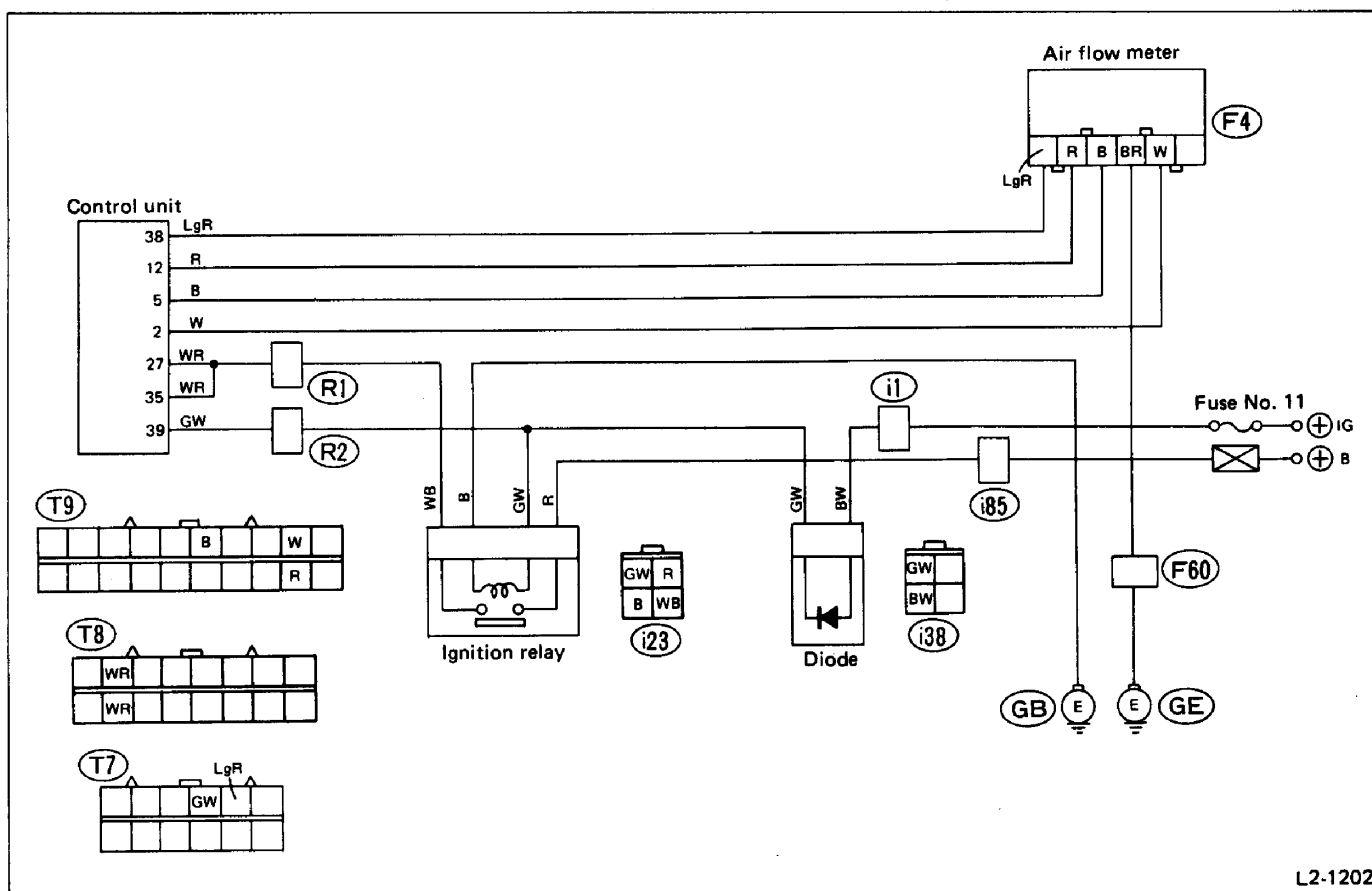 Air flow meter
F4
R B BR W
LgR
Control unit
38 LgR
12 R
5 B
2 W
27 WR
35 WR
39 GW
R1
R2
i1
Fuse No. 11
IG
B
i85
WB B GW R
GW BW
T9
B W
R
Ignition relay
GW R
B WB
i23
Diode
GW
BW
i38
F60
T8
WR
WR
GB E E GE
T7
LgR
GW
L2-1202